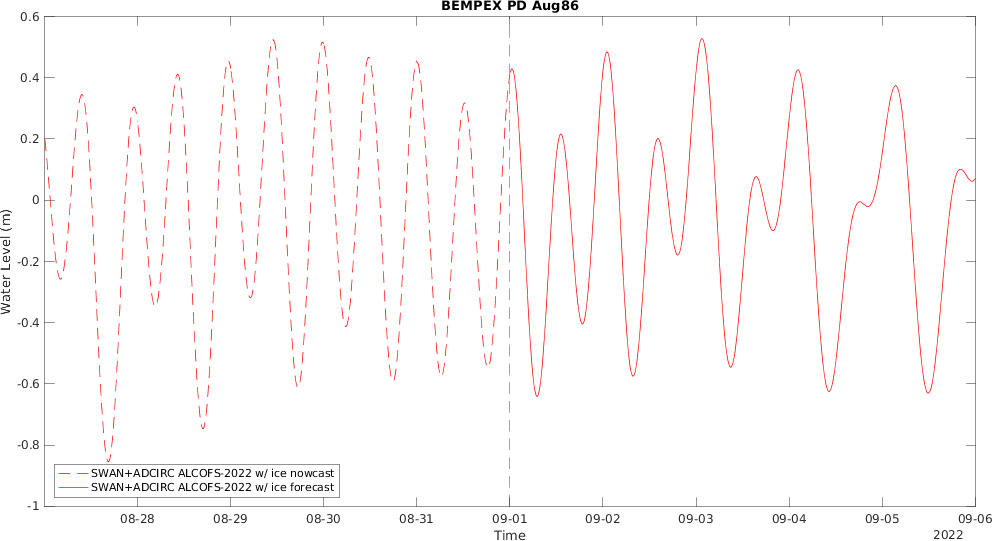 BEMPEX PD Aug86
0.6
0.4
0.2
0
-0.2
-0.4
-0.6
-0.8
-1
Water Level (m)
SWAN+ADCIRC ALCOFS-2022 w/ ice nowcast
SWAN+ADCIRC ALCOFS-2022 w/ ice forecast
08-28 08-29 08-30 08-31 09-01 09-02 09-03 09-04 09-05 09-06
Time
2022